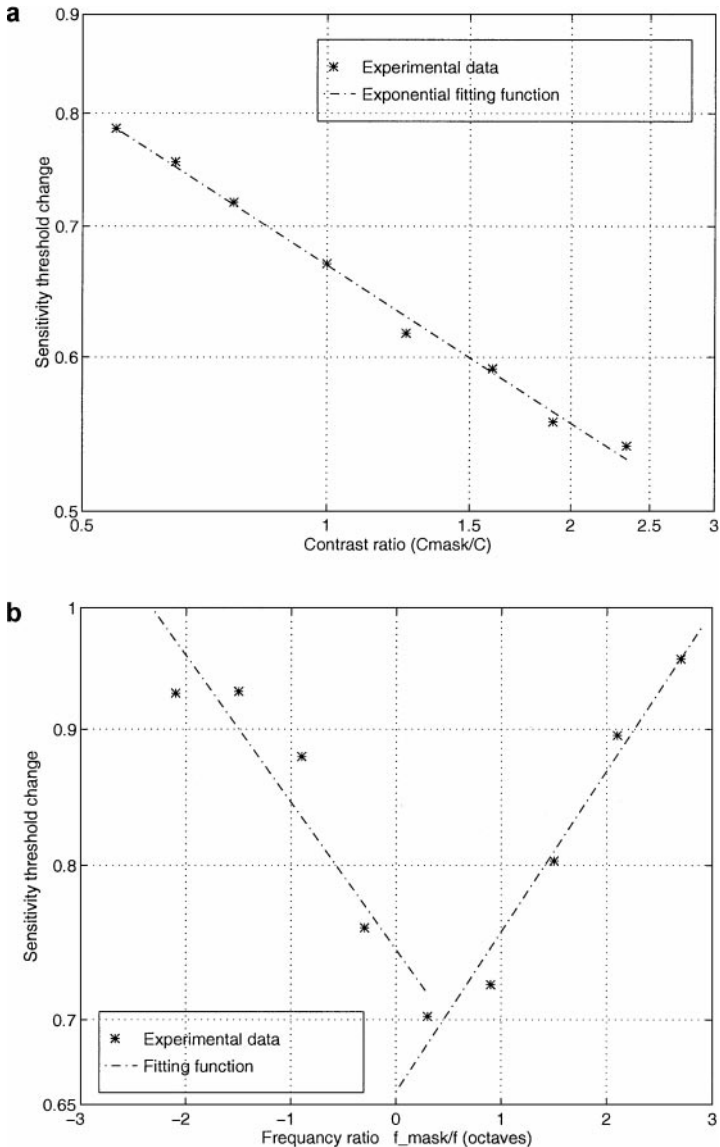 a
0.9
Experimental data
Exponential fitting function
0.8
0.7
0.6
0.5
Sensitivity threshold change
0.5 1 1.5 2 2.5 3
Contrast ratio (Cmask/C)
b
1
0.9
0.8
0.7
0.65
Sensitivity threshold change
Experimental data
Fitting function
−3 −2 −1 0 1 2 3
Frequancy ratio f_mask/f (octaves)